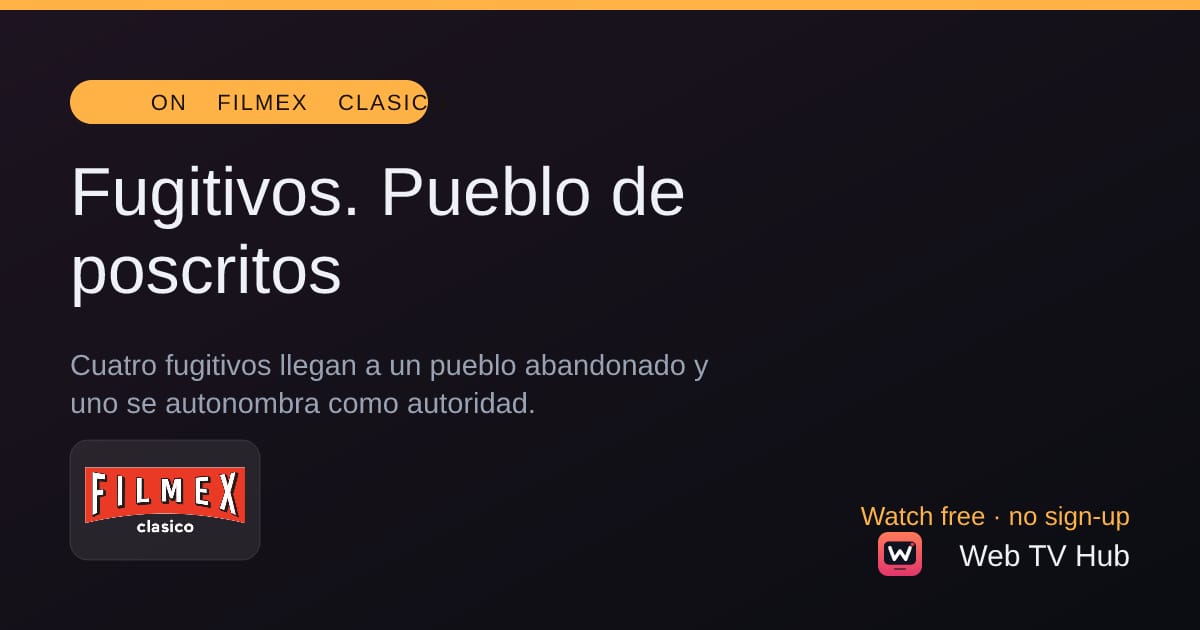 ON FILMEX CLASIC
Fugitivos. Pueblo de
poscritos
Cuatro fugitivos llegan a un pueblo abandonado y
uno se autonombra como autoridad.
FILMEX
clasico
Watch free · no sign-up
W
Web TV Hub